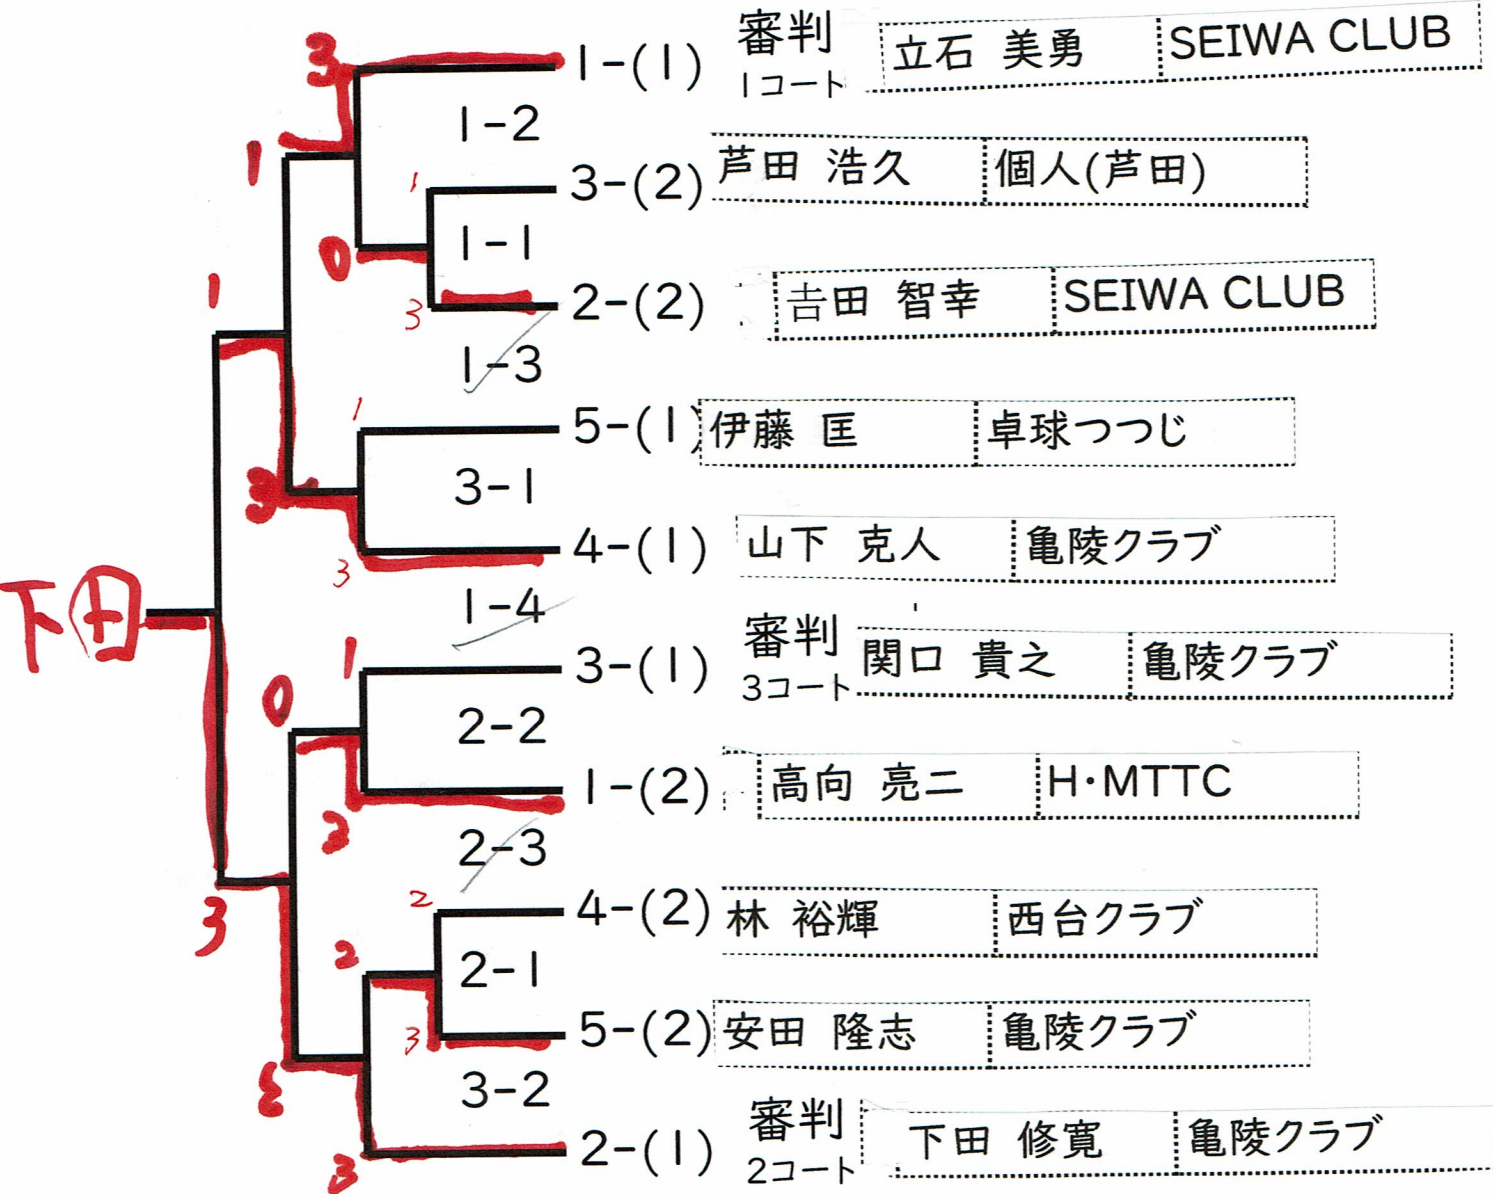 3 1-(1) 審判 1コート 立石 美勇 SEIWA CLUB
1-2
1
1 3-(2) 芦田 浩久 個人(芦田)
0 1-1
3 2-(2) 吉田 智幸 SEIWA CLUB
1
1-3
1 5-(1) 伊藤 匡 卓球つつじ
3 3-1
3 4-(1) 山下 克人 亀陵クラブ
1-4
下田
1 3-(1) 審判 3コート 関口 貴之 亀陵クラブ
0 2-2
2 1-(2) 高向 亮二 H・MTTC
2-3
3
2 4-(2) 林 裕輝 西台クラブ
2 2-1
3 5-(2) 安田 隆志 亀陵クラブ
3-2
3 2-(1) 審判 2コート 下田 修寛 亀陵クラブ